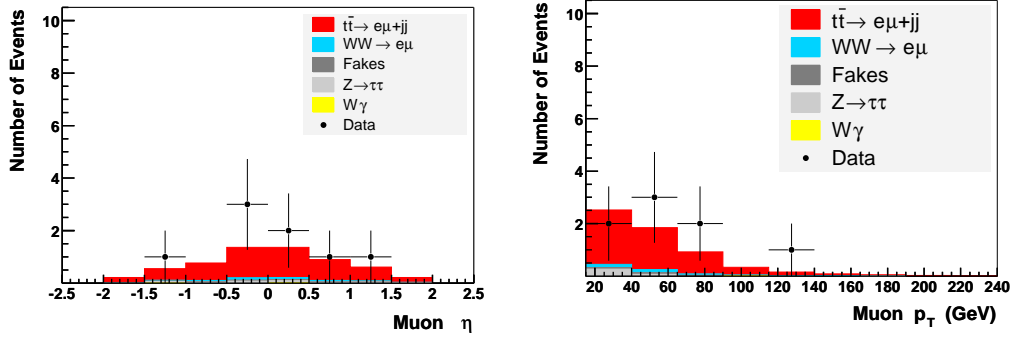 Number of Events
10
8
6
4
2
tt̄→ eμ+jj
WW→ eμ
Fakes
Z→ττ
Wγ
Data
-2.5 -2 -1.5 -1 -0.5 0 0.5 1 1.5 2 2.5
Muon η
Number of Events
10
8
6
4
2
tt̄→ eμ+jj
WW→ eμ
Fakes
Z→ττ
Wγ
Data
20 40 60 80 100 120 140 160 180 200 220 240
Muon p_T (GeV)